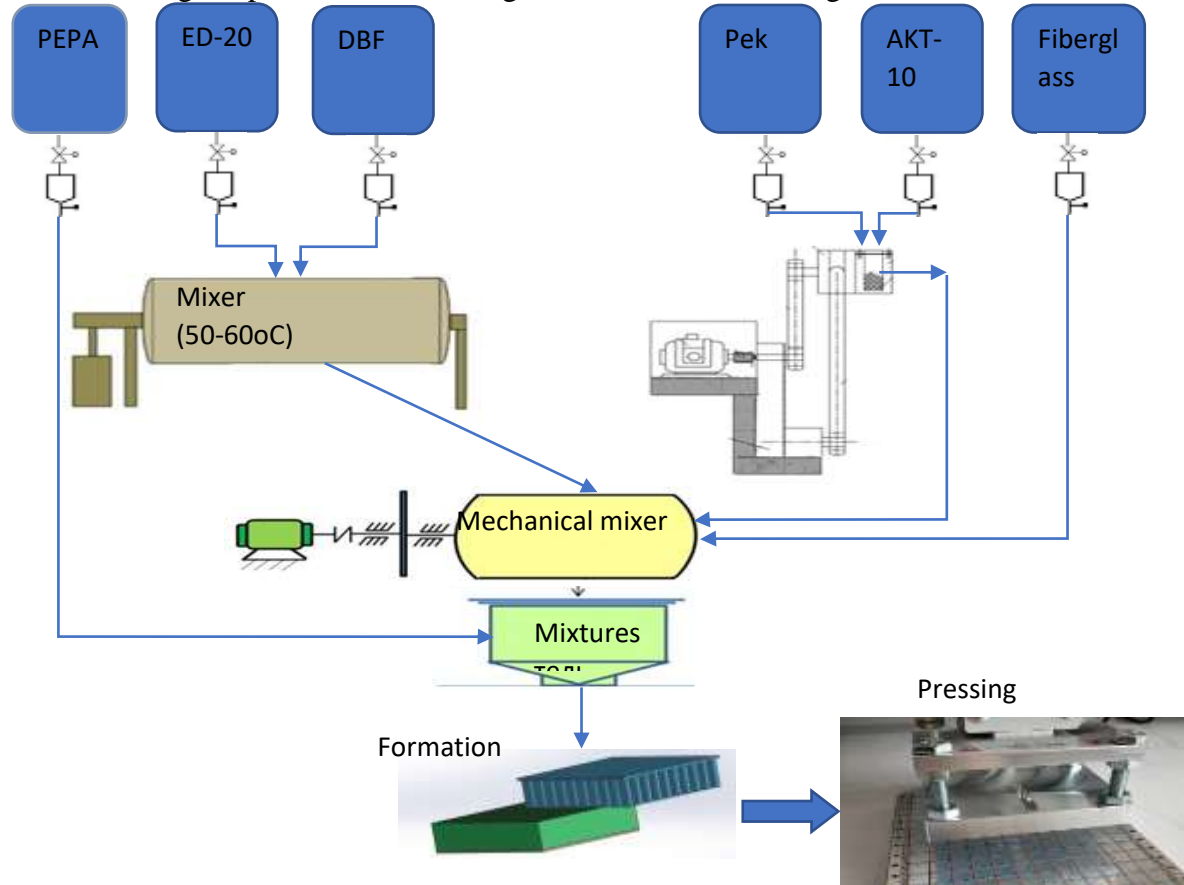 PEPA
ED-20
DBF
Pek
AKT-
10
Fibergl
ass
Mixer
(50-60oC)
Mechanical mixer
Mixtures
Pressing
Formation